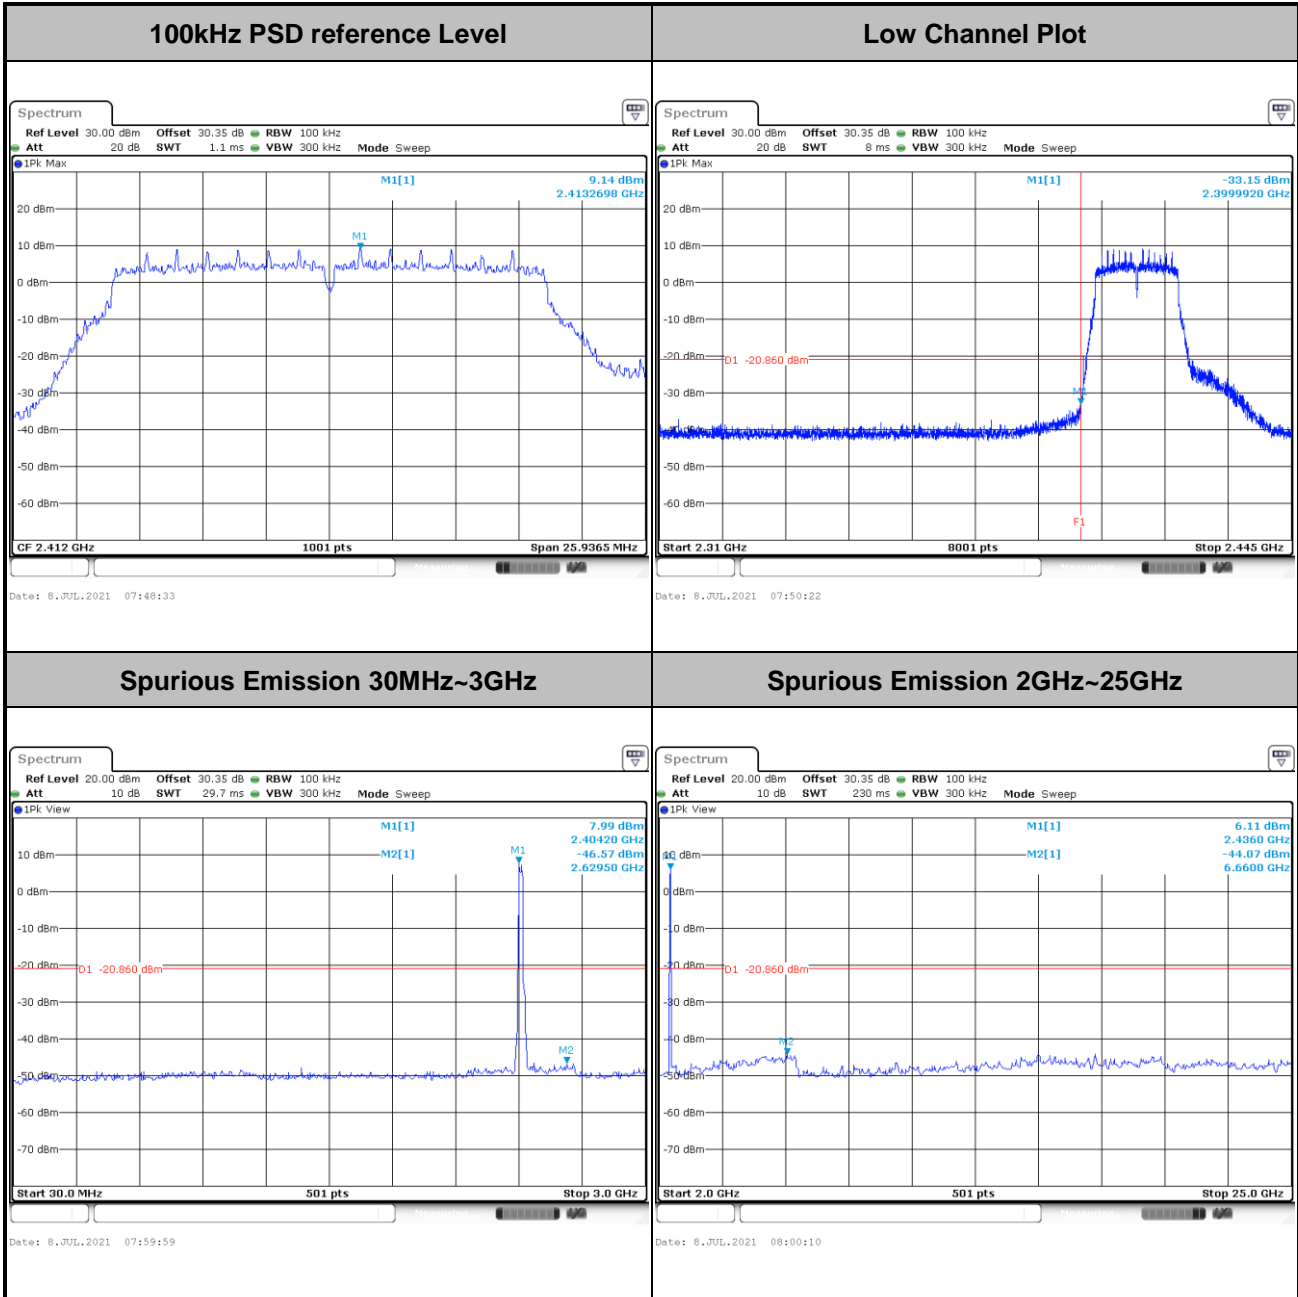 100kHz PSD reference Level
Spectrum
Ref Level 30.00 dBm Offset 30.35 dB RBW 100 kHz
Att 20 dB SWT 1.1 ms VBW 300 kHz Mode Sweep
1Pk Max
M1[1] 9.14 dBm
2.4132698 GHz
20 dBm
M1
10 dBm
0 dBm
-10 dBm
-20 dBm
-30 dBm
-40 dBm
-50 dBm
-60 dBm
CF 2.412 GHz 1001 pts Span 25.9365 MHz
Measuring...
Date: 8.JUL.2021 07:48:33
Low Channel Plot
Spectrum
Ref Level 30.00 dBm Offset 30.35 dB RBW 100 kHz
Att 20 dB SWT 8 ms VBW 300 kHz Mode Sweep
1Pk Max
M1[1] -33.15 dBm
2.3999920 GHz
20 dBm
10 dBm
0 dBm
-10 dBm
-20 dBm
D1 -20.860 dBm
-30 dBm
M1
-40 dBm
-50 dBm
-60 dBm
F1
Start 2.31 GHz 8001 pts Stop 2.445 GHz
Measuring...
Date: 8.JUL.2021 07:50:22
Spurious Emission 30MHz~3GHz
Spectrum
Ref Level 20.00 dBm Offset 30.35 dB RBW 100 kHz
Att 10 dB SWT 29.7 ms VBW 300 kHz Mode Sweep
1Pk View
M1[1] 7.99 dBm
2.40420 GHz
M2[1] -46.57 dBm
2.62950 GHz
10 dBm
M1
0 dBm
-10 dBm
-20 dBm
D1 -20.860 dBm
-30 dBm
-40 dBm
M2
-50 dBm
-60 dBm
-70 dBm
Start 30.0 MHz 501 pts Stop 3.0 GHz
Measuring...
Date: 8.JUL.2021 07:59:59
Spurious Emission 2GHz~25GHz
Spectrum
Ref Level 20.00 dBm Offset 30.35 dB RBW 100 kHz
Att 10 dB SWT 230 ms VBW 300 kHz Mode Sweep
1Pk View
M1[1] 6.11 dBm
2.4360 GHz
M2[1] -44.07 dBm
6.6600 GHz
10 dBm
M1
0 dBm
-10 dBm
-20 dBm
D1 -20.860 dBm
-30 dBm
-40 dBm
M2
-50 dBm
-60 dBm
-70 dBm
Start 2.0 GHz 501 pts Stop 25.0 GHz
Measuring...
Date: 8.JUL.2021 08:00:10